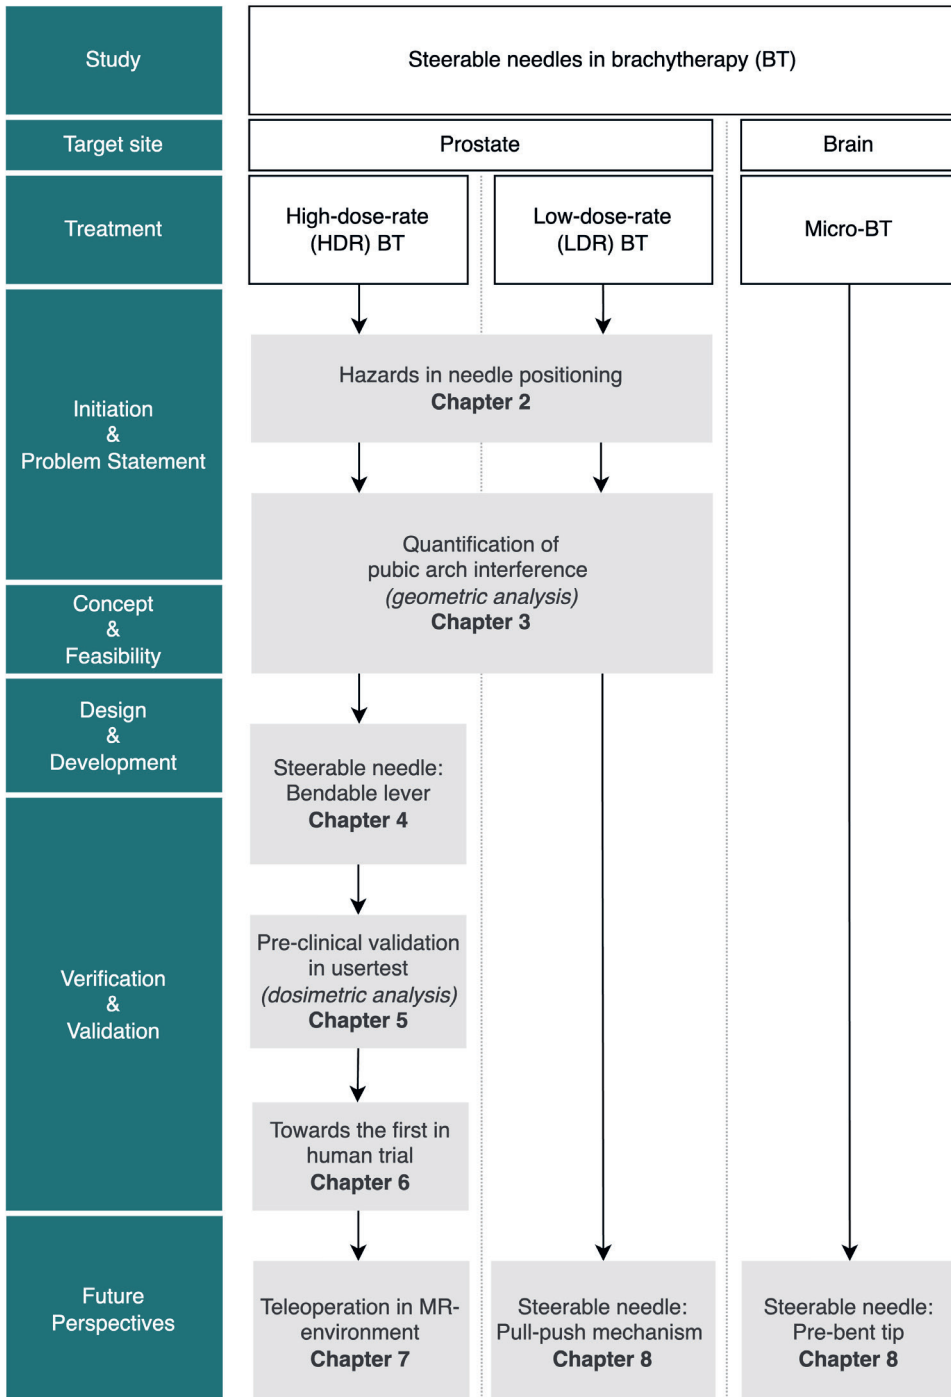 Study
Steerable needles in brachytherapy (BT)
Target site
Prostate
Brain
Treatment
High-dose-rate
(HDR) BT
Low-dose-rate
(LDR) BT
Micro-BT
Initiation
&
Problem Statement
Hazards in needle positioning
Chapter 2
Quantification of
pubic arch interference
(geometric analysis)
Chapter 3
Concept
&
Feasibility
Design
&
Development
Steerable needle:
Bendable lever
Chapter 4
Verification
&
Validation
Pre-clinical validation
in usertest
(dosimetric analysis)
Chapter 5
Towards the first in
human trial
Chapter 6
Future
Perspectives
Teleoperation in MR-
environment
Chapter 7
Steerable needle:
Pull-push mechanism
Chapter 8
Steerable needle:
Pre-bent tip
Chapter 8